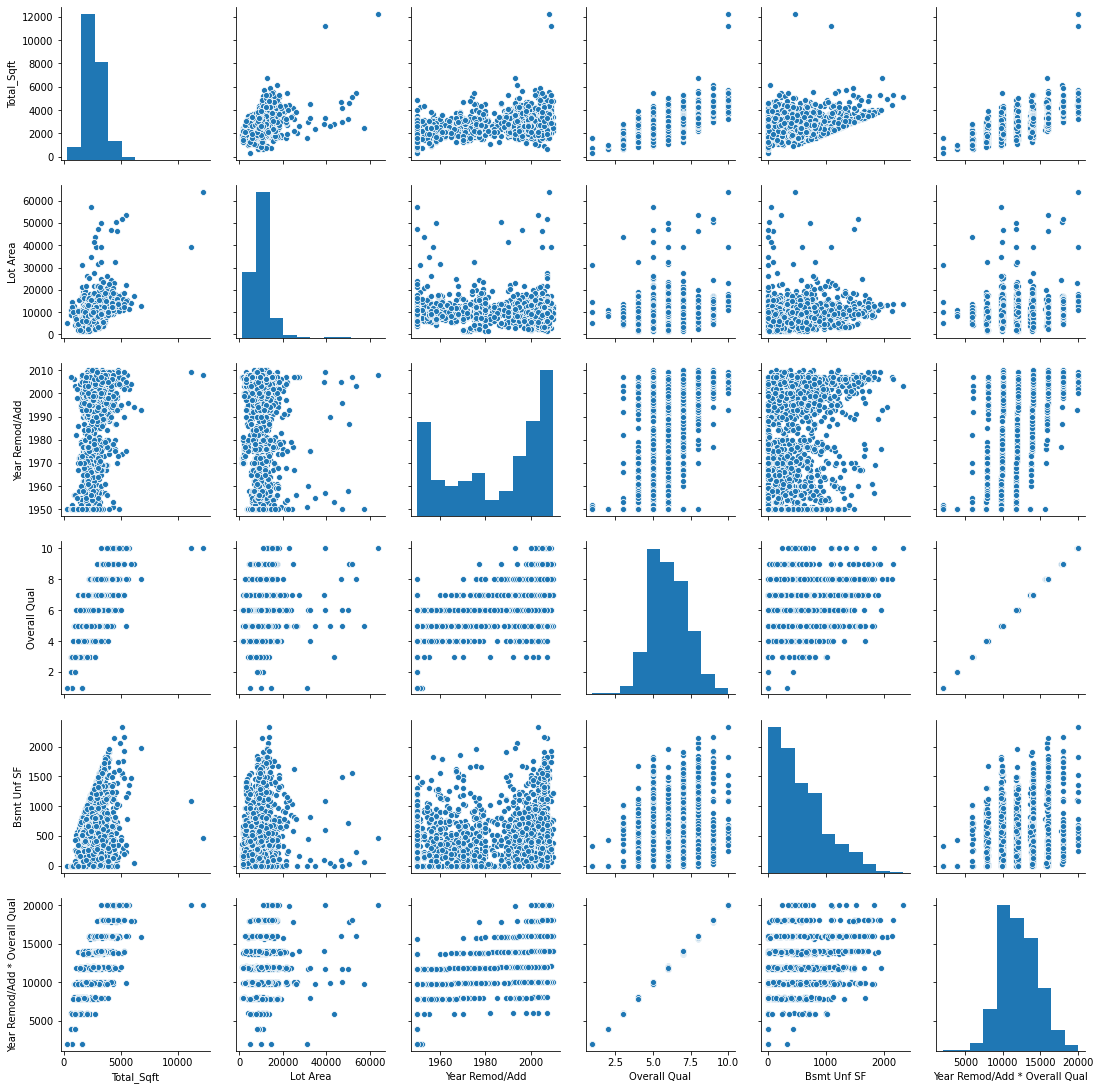 12000
10000
8000
6000
4000
2000
0
Total_Sqft
60000
50000
40000
30000
20000
10000
0
Lot Area
2010
2000
1990
1980
1970
1960
1950
Year Remod/Add
10
8
6
4
2
Overall Qual
2000
1500
1000
500
0
Bsmt Unf SF
20000
15000
10000
5000
Year Remod/Add * Overall Qual
0 5000 10000
0 20000 40000 60000
1960 1980 2000
2.5 5.0 7.5 10.0
0 1000 2000
5000 10000 15000 20000
Total_Sqft
Lot Area
Year Remod/Add
Overall Qual
Bsmt Unf SF
Year Remod/Add * Overall Qual